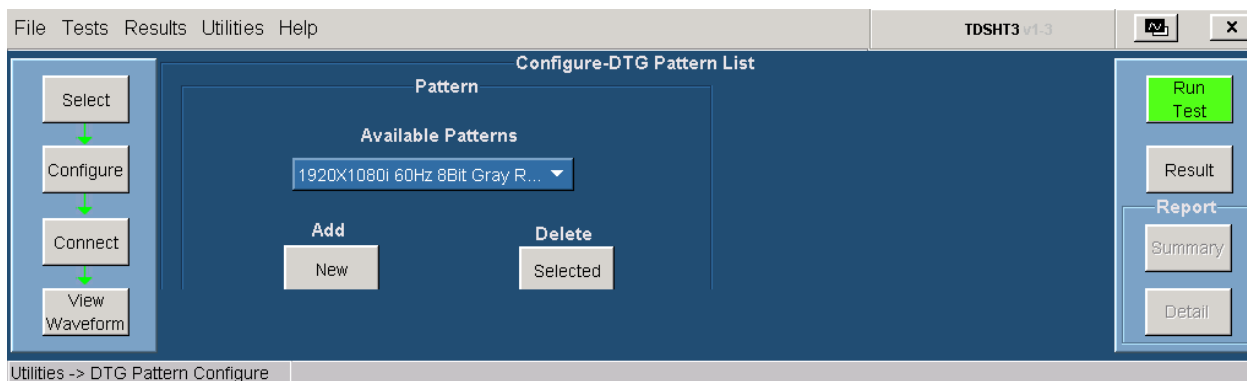 File Tests Results Utilities Help
TDSHT3 v1-3
Configure-DTG Pattern List
Pattern
Select
Available Patterns
Configure
1920X1080i 60Hz 8Bit Gray R...
Connect
Add
New
Delete
Selected
View
Waveform
Run
Test
Result
Report
Summary
Detail
Utilities -> DTG Pattern Configure